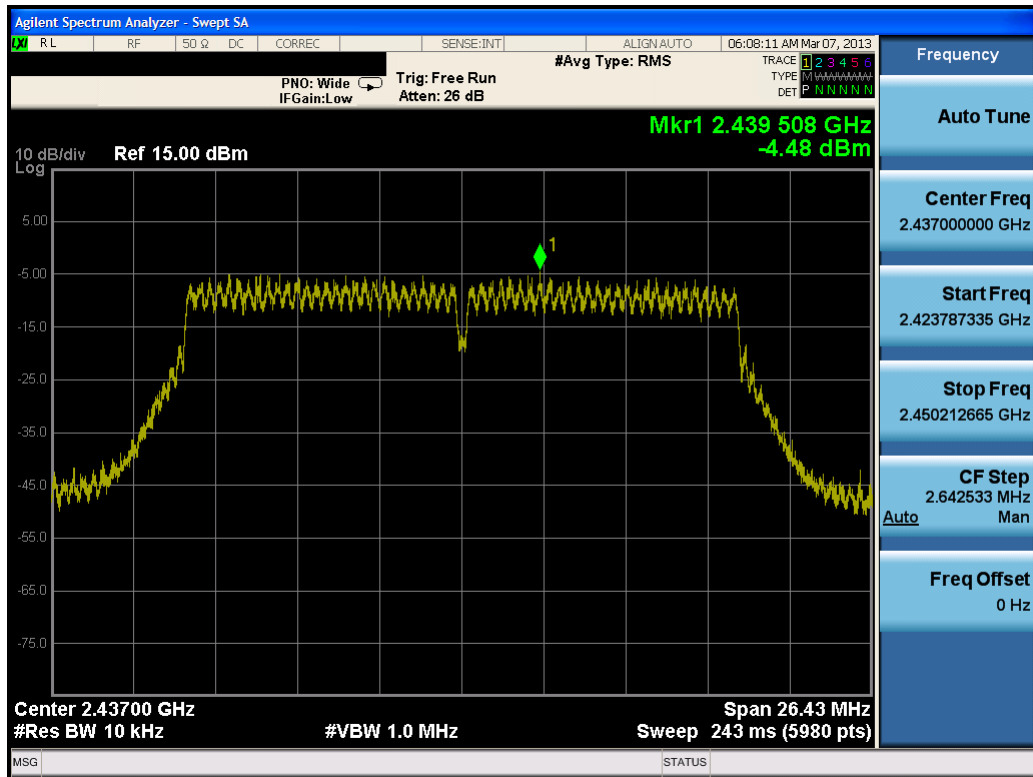 Agilent Spectrum Analyzer - Swept SA
LXI RL RF 50 Ω DC CORREC SENSE:INT ALIGNAUTO 06:08:11 AM Mar 07, 2013
PNO: Wide
IFGain:Low
Trig: Free Run
Atten: 26 dB
#Avg Type: RMS
TRACE 1 2 3 4 5 6
TYPE M WWWWW
DET P N N N N N
Mkr1 2.439 508 GHz
-4.48 dBm
10 dB/div Ref 15.00 dBm
Log
5.00
-5.00
-15.0
-25.0
-35.0
-45.0
-55.0
-65.0
-75.0
1
Center 2.43700 GHz Span 26.43 MHz
#Res BW 10 kHz #VBW 1.0 MHz Sweep 243 ms (5980 pts)
MSG STATUS
Frequency
Auto Tune
Center Freq
2.437000000 GHz
Start Freq
2.423787335 GHz
Stop Freq
2.450212665 GHz
CF Step
2.642533 MHz
Auto Man
Freq Offset
0 Hz